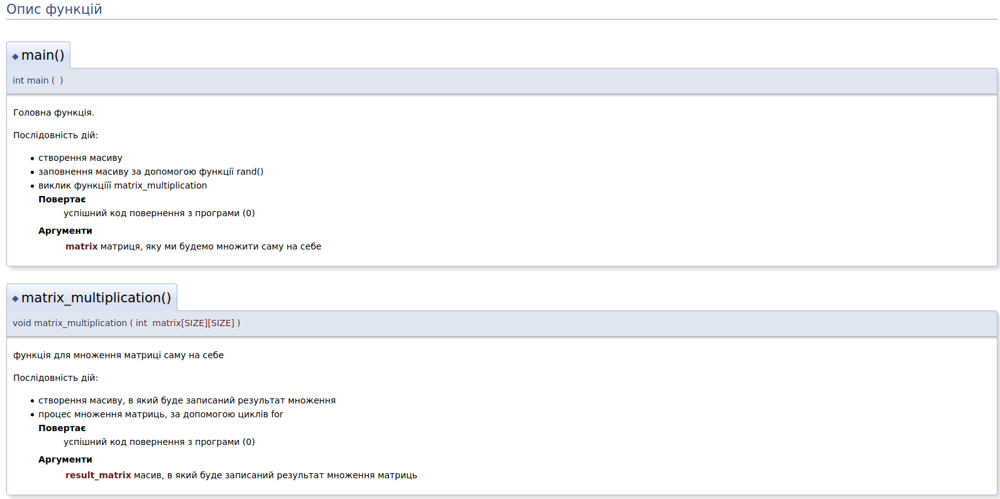 Опис функцій
◆ main()
int main ( )
Головна функція.
Послідовність дій:
• створення масиву
• заповнення масиву за допомогою функції rand()
• виклик функціїї matrix_multiplication
Повертає
успішний код повернення з програми (0)
Аргументи
matrix матриця, яку ми будемо множити саму на себе
◆ matrix_multiplication()
void matrix_multiplication ( int matrix[SIZE][SIZE] )
функція для множення матриці саму на себе
Послідовність дій:
• створення масиву, в який буде записаний результат множення
• процес множення матриць, за допомогою циклів for
Повертає
успішний код повернення з програми (0)
Аргументи
result_matrix масив, в який буде записаний результат множення матриць